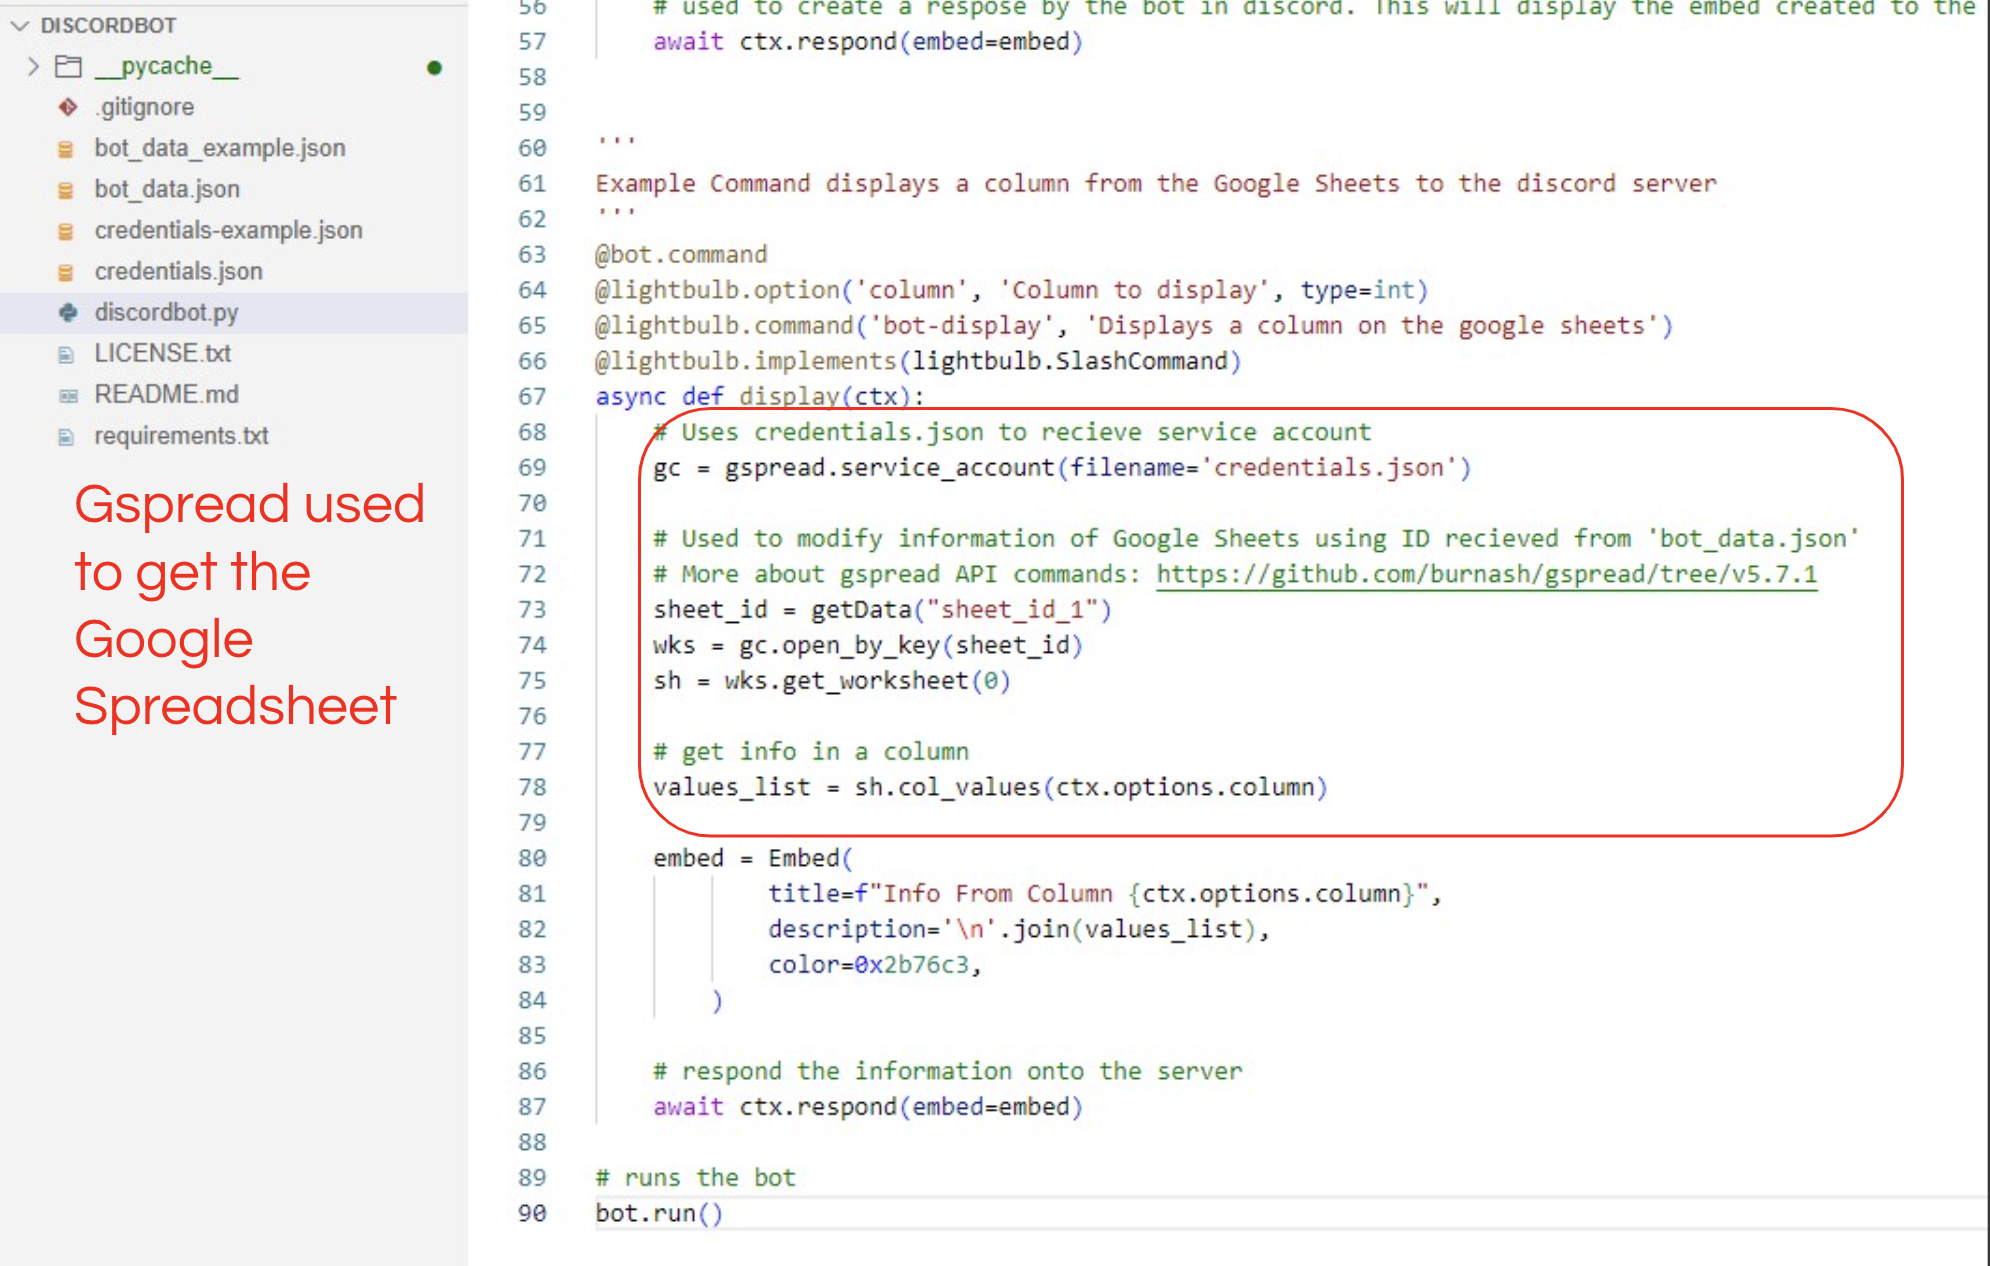 DISCORDBOT
__pycache__
.gitignore
bot_data_example.json
bot_data.json
credentials-example.json
credentials.json
discordbot.py
LICENSE.txt
README.md
requirements.txt
Gspread used
to get the
Google
Spreadsheet
56 # used to create a respose by the bot in discord. This will display the embed created to the
57 await ctx.respond(embed=embed)
58
59
60 '''
61 Example Command displays a column from the Google Sheets to the discord server
62 '''
63 @bot.command
64 @lightbulb.option('column', 'Column to display', type=int)
65 @lightbulb.command('bot-display', 'Displays a column on the google sheets')
66 @lightbulb.implements(lightbulb.SlashCommand)
67 async def display(ctx):
68 # Uses credentials.json to recieve service account
69 gc = gspread.service_account(filename='credentials.json')
70
71 # Used to modify information of Google Sheets using ID recieved from 'bot_data.json'
72 # More about gspread API commands: https://github.com/burnash/gspread/tree/v5.7.1
73 sheet_id = getData("sheet_id_1")
74 wks = gc.open_by_key(sheet_id)
75 sh = wks.get_worksheet(0)
76
77 # get info in a column
78 values_list = sh.col_values(ctx.options.column)
79
80 embed = Embed(
81 title=f"Info From Column {ctx.options.column}",
82 description='\n'.join(values_list),
83 color=0x2b76c3,
84 )
85
86 # respond the information onto the server
87 await ctx.respond(embed=embed)
88
89 # runs the bot
90 bot.run()